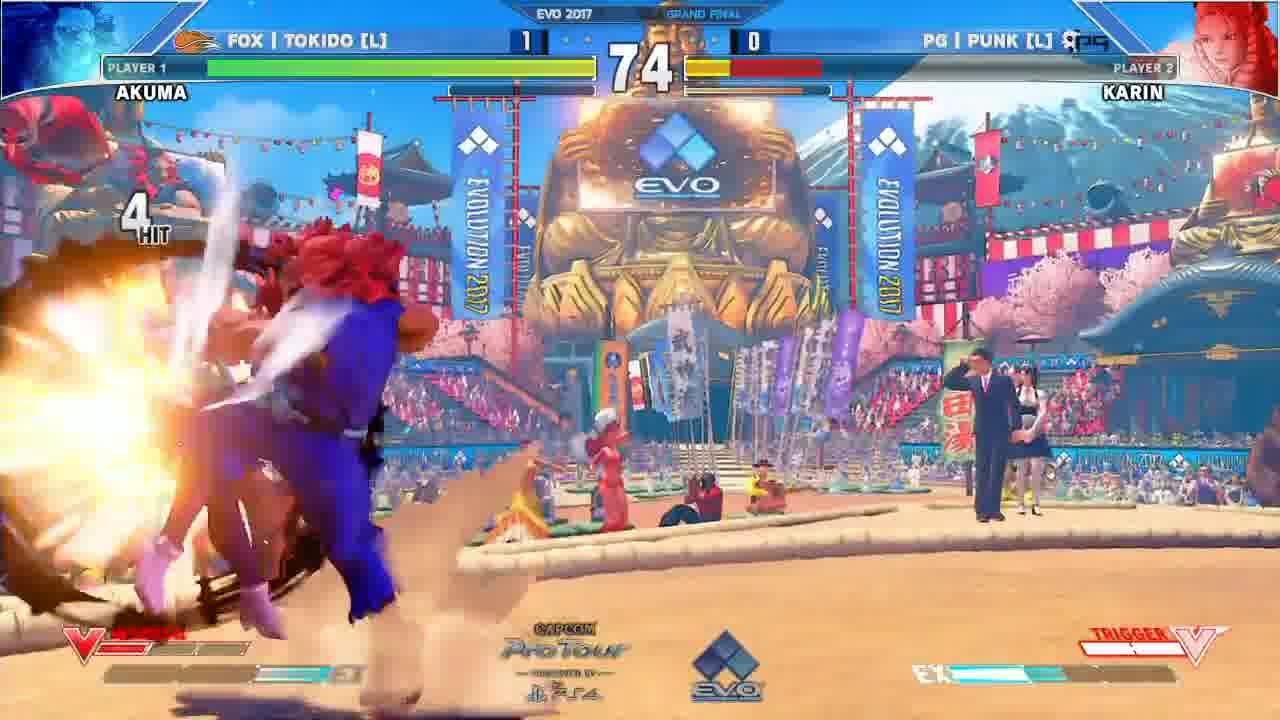 EVO 2017 GRAND FINAL
FOX | TOKIDO [L] 1 74 0 PG | PUNK [L]
PLAYER 1 PLAYER 2
AKUMA KARIN
EVO
EVOLUTION 2017 EVOLUTION 2017
4 HIT
TRIGGER
EX
CAPCOM
PRO TOUR
PS4
EVO